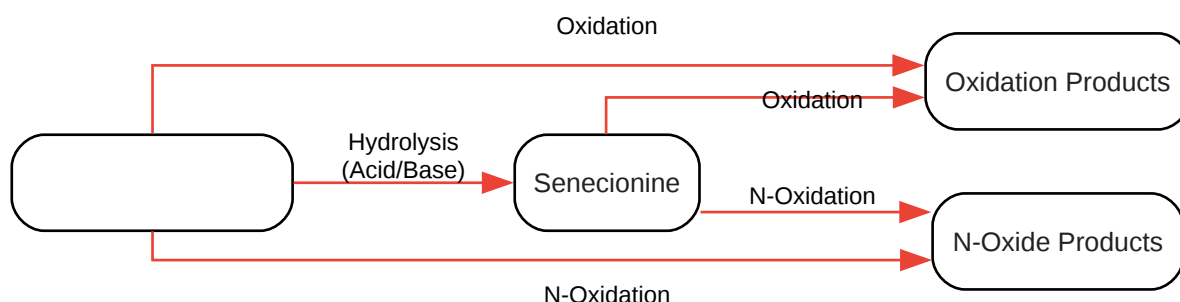 Oxidation
Oxidation Products
Oxidation
Hydrolysis
(Acid/Base)
Senecionine
N-Oxidation
N-Oxide Products
N-Oxidation